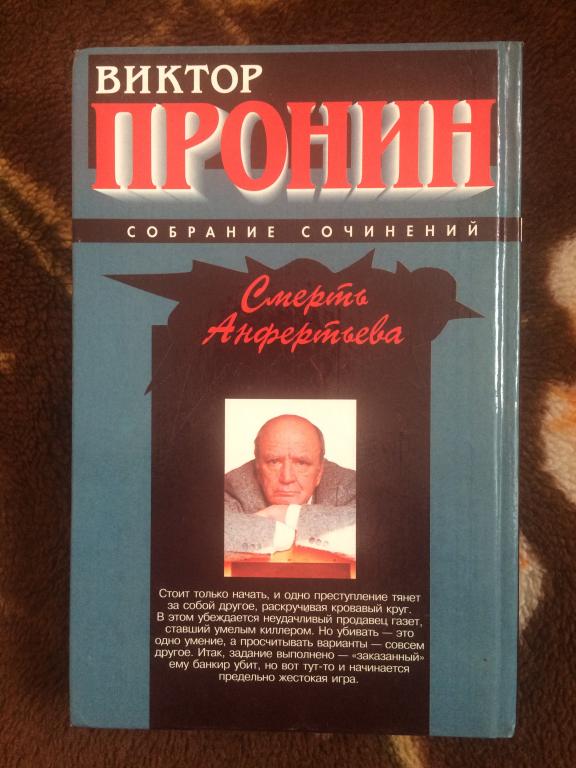 ВИКТОР
ПРОНИН
СОБРАНИЕ СОЧИНЕНИЙ
Смерть
Анфертьева
Стоит только начать, и одно преступление тянет
за собой другое, раскручивая кровавый круг.
В этом убеждается неудачливый продавец газет,
ставший умелым киллером. Но убивать — это
одно умение, а просчитывать варианты — совсем
другое. Итак, задание выполнено — «заказанный»
ему банкир убит, но вот тут-то и начинается
предельно жестокая игра.